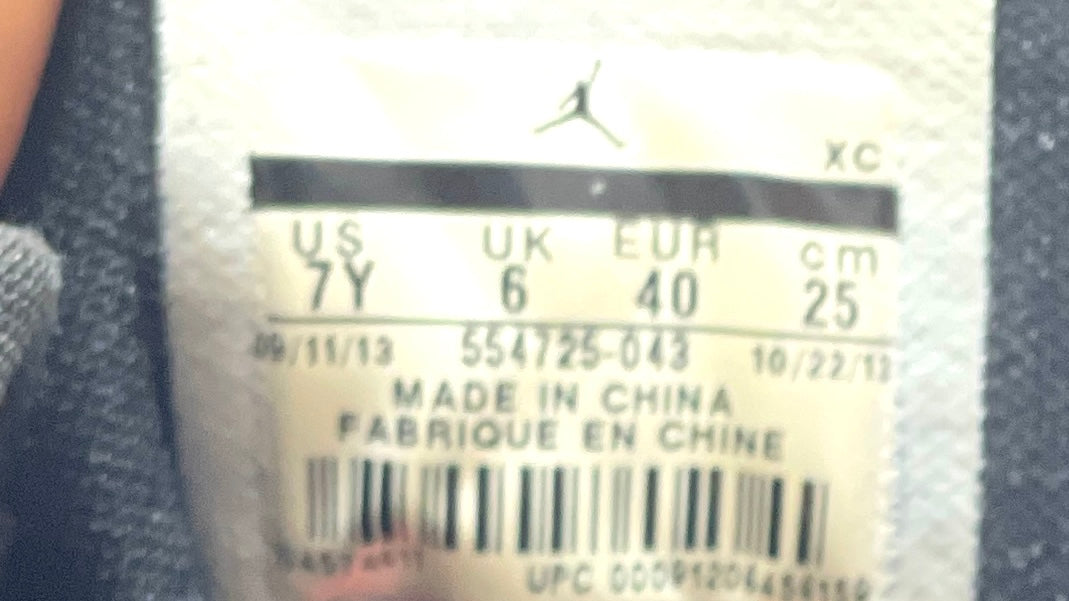 XC
US UK EUR cm
7Y 6 40 25
09/11/13 554725-043 10/22/13
MADE IN CHINA
FABRIQUE EN CHINE
UPC